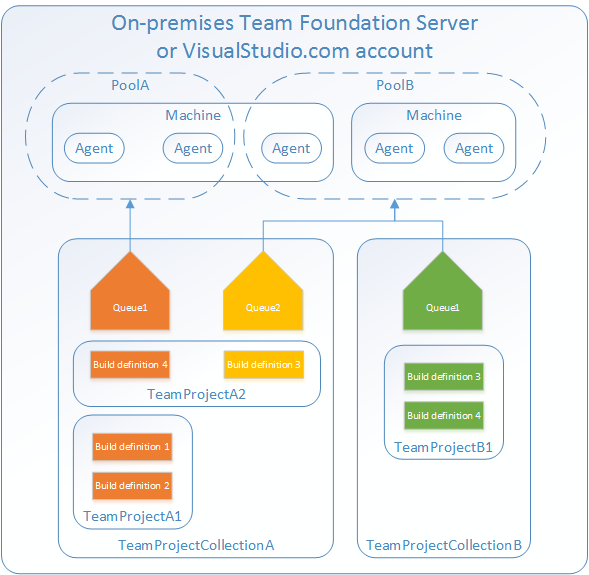 On-premises Team Foundation Server
or VisualStudio.com account
PoolA
PoolB
Machine
Machine
Agent
Agent
Agent
Agent
Agent
Queue1
Queue2
Queue1
Build definition 4
Build definition 3
TeamProjectA2
Build definition 3
Build definition 4
TeamProjectB1
Build definition 1
Build definition 2
TeamProjectA1
TeamProjectCollectionA
TeamProjectCollectionB